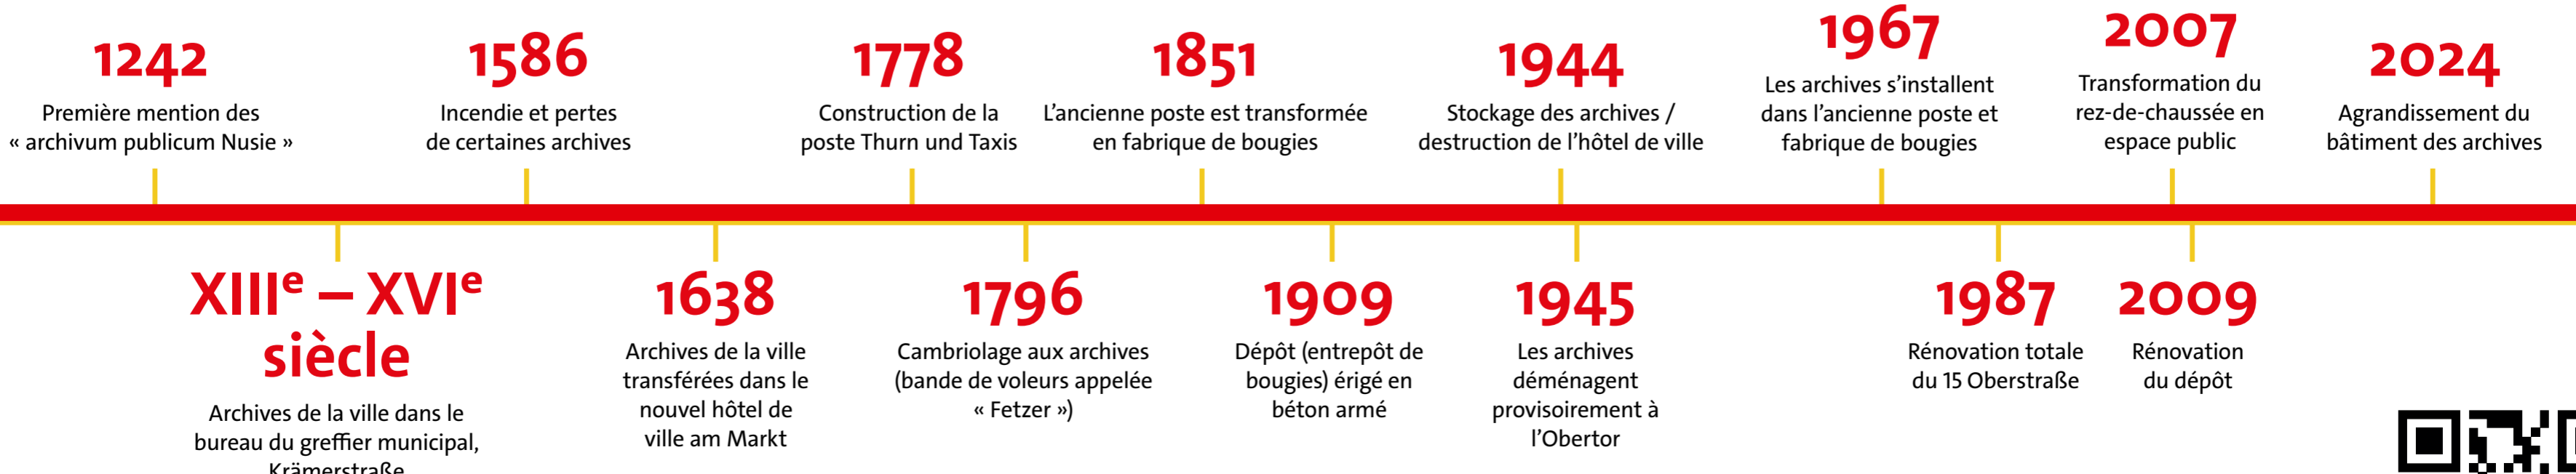 1242
Première mention des
« archivum publicum Nusie »
XIIIe – XVIe
siècle
Archives de la ville dans le
bureau du greffier municipal,
Krämerstraße
1586
Incendie et pertes
de certaines archives
1638
Archives de la ville
transférées dans le
nouvel hôtel de
ville am Markt
1778
Construction de la
poste Thurn und Taxis
1796
Cambriolage aux archives
(bande de voleurs appelée
« Fetzer »)
1851
L’ancienne poste est transformée
en fabrique de bougies
1909
Dépôt (entrepôt de
bougies) érigé en
béton armé
1944
Stockage des archives /
destruction de l’hôtel de ville
1945
Les archives
déménagent
provisoirement à
l’Obertor
1967
Les archives s’installent
dans l’ancienne poste et
fabrique de bougies
1987
Rénovation totale
du 15 Oberstraße
2007
Transformation du
rez-de-chaussée en
espace public
2009
Rénovation
du dépôt
2024
Agrandissement du
bâtiment des archives